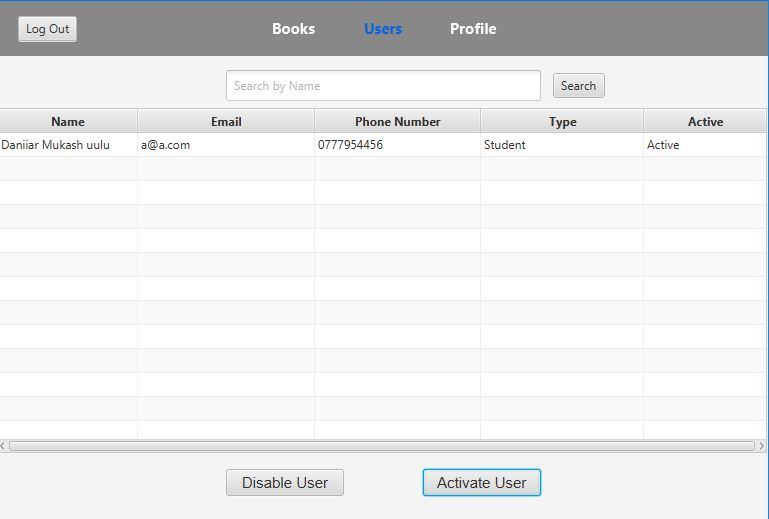 Log Out Books Users Profile
Search by Name Search
Name Email Phone Number Type Active
Daniiar Mukash uulu a@a.com 0777954456 Student Active
Disable User Activate User